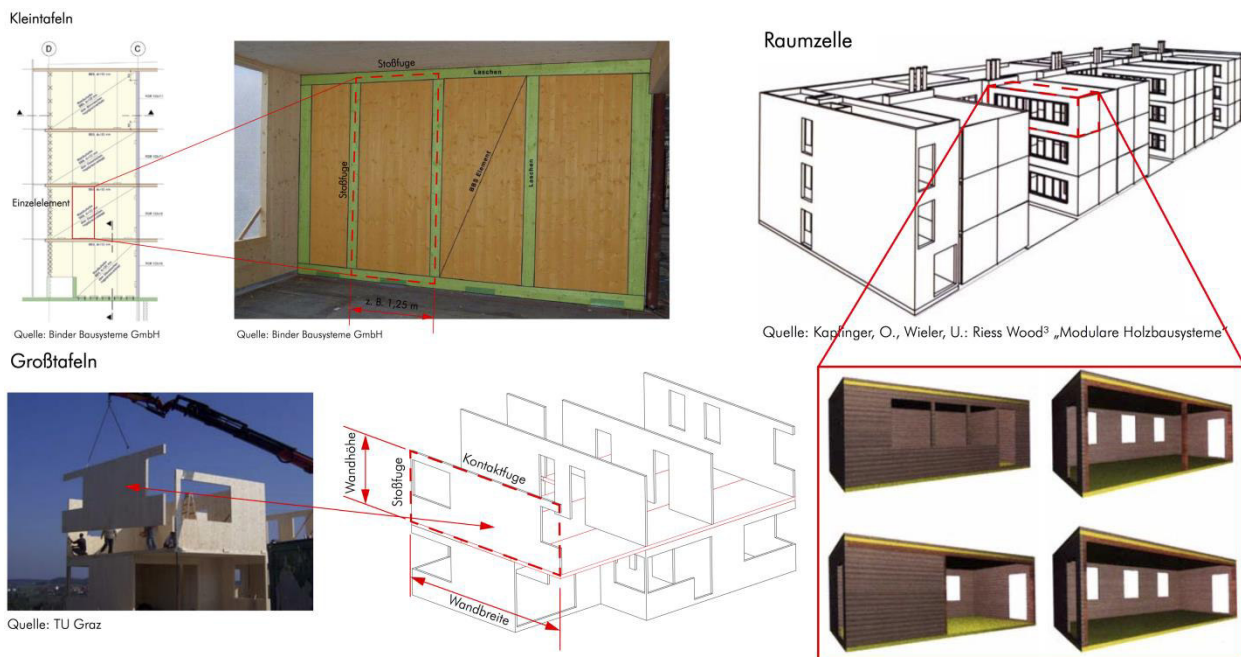 Kleintafeln
D
C
Einzelelement
Quelle: Binder Bausysteme GmbH
Stoßfuge
Laschen
Stoßfuge
BBS Element
Laschen
z. B. 1,25 m
Quelle: Binder Bausysteme GmbH
Raumzelle
Quelle: Kapfinger, O., Wieler, U.: Riess Wood³ „Modulare Holzbausysteme“
Großtafeln
Quelle: TU Graz
Wandhöhe
Stoßfuge
Kontaktfuge
Wandbreite